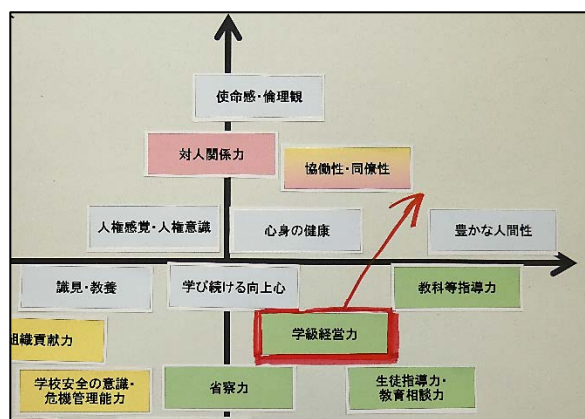 使命感・倫理観
対人関係力
協働性・同僚性
人権感覚・人権意識
心身の健康
豊かな人間性
識見・教養
学び続ける向上心
教科等指導力
組織貢献力
学級経営力
学校安全の意識・
危機管理能力
省察力
生徒指導力・
教育相談力